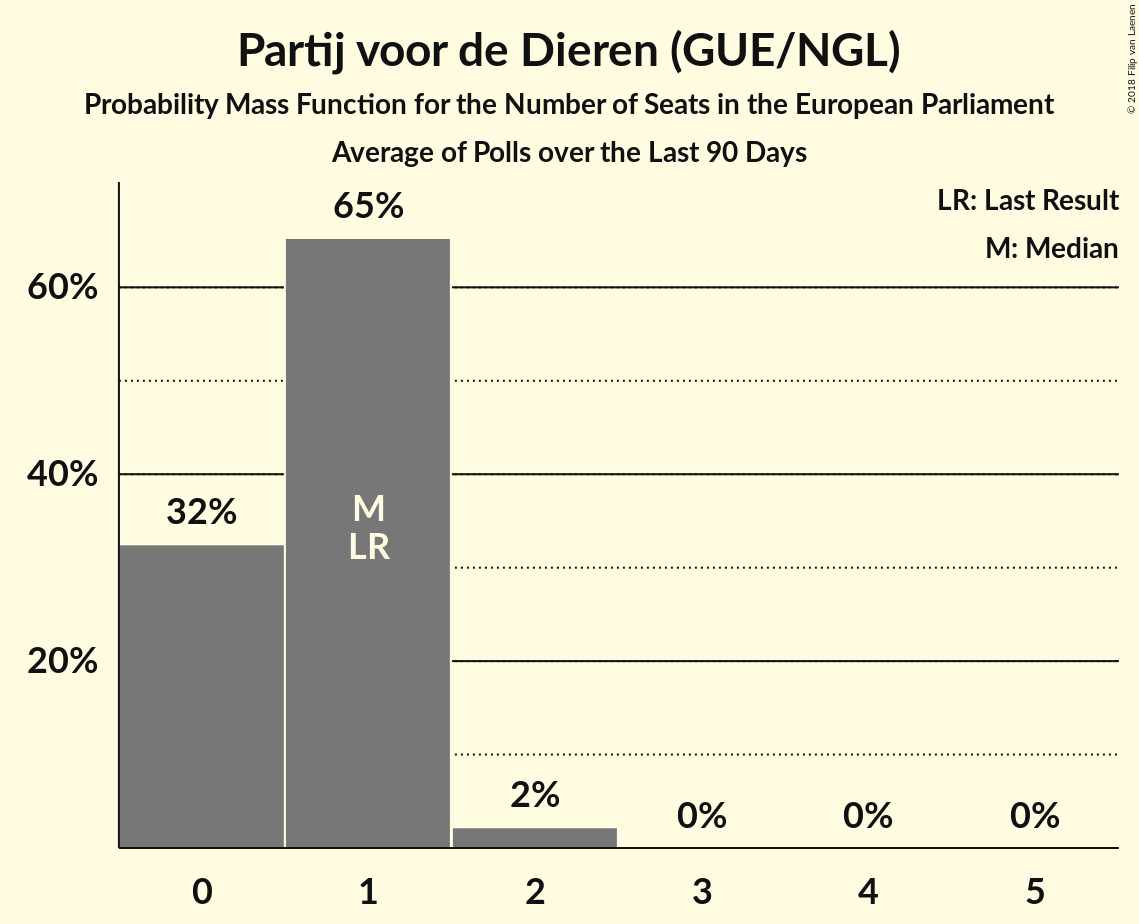 Partij voor de Dieren (GUE/NGL)
Probability Mass Function for the Number of Seats in the European Parliament
Average of Polls over the Last 90 Days
© 2018 Filip van Laenen
LR: Last Result
M: Median
65%
60%
40%
32%
M
LR
20%
2%
0%
0%
0%
0
1
2
3
4
5